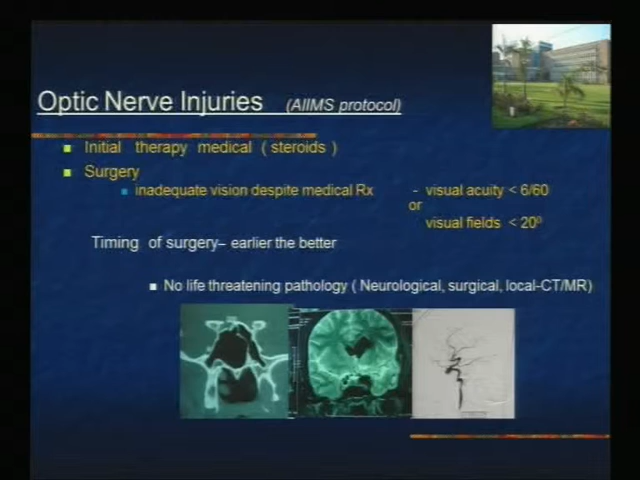 Optic Nerve Injuries (AIIMS protocol)
Initial therapy medical ( steroids )
Surgery
inadequate vision despite medical Rx - visual acuity < 6/60
or
visual fields < 20⁰
Timing of surgery– earlier the better
No life threatening pathology ( Neurological, surgical, local-CT/MR)